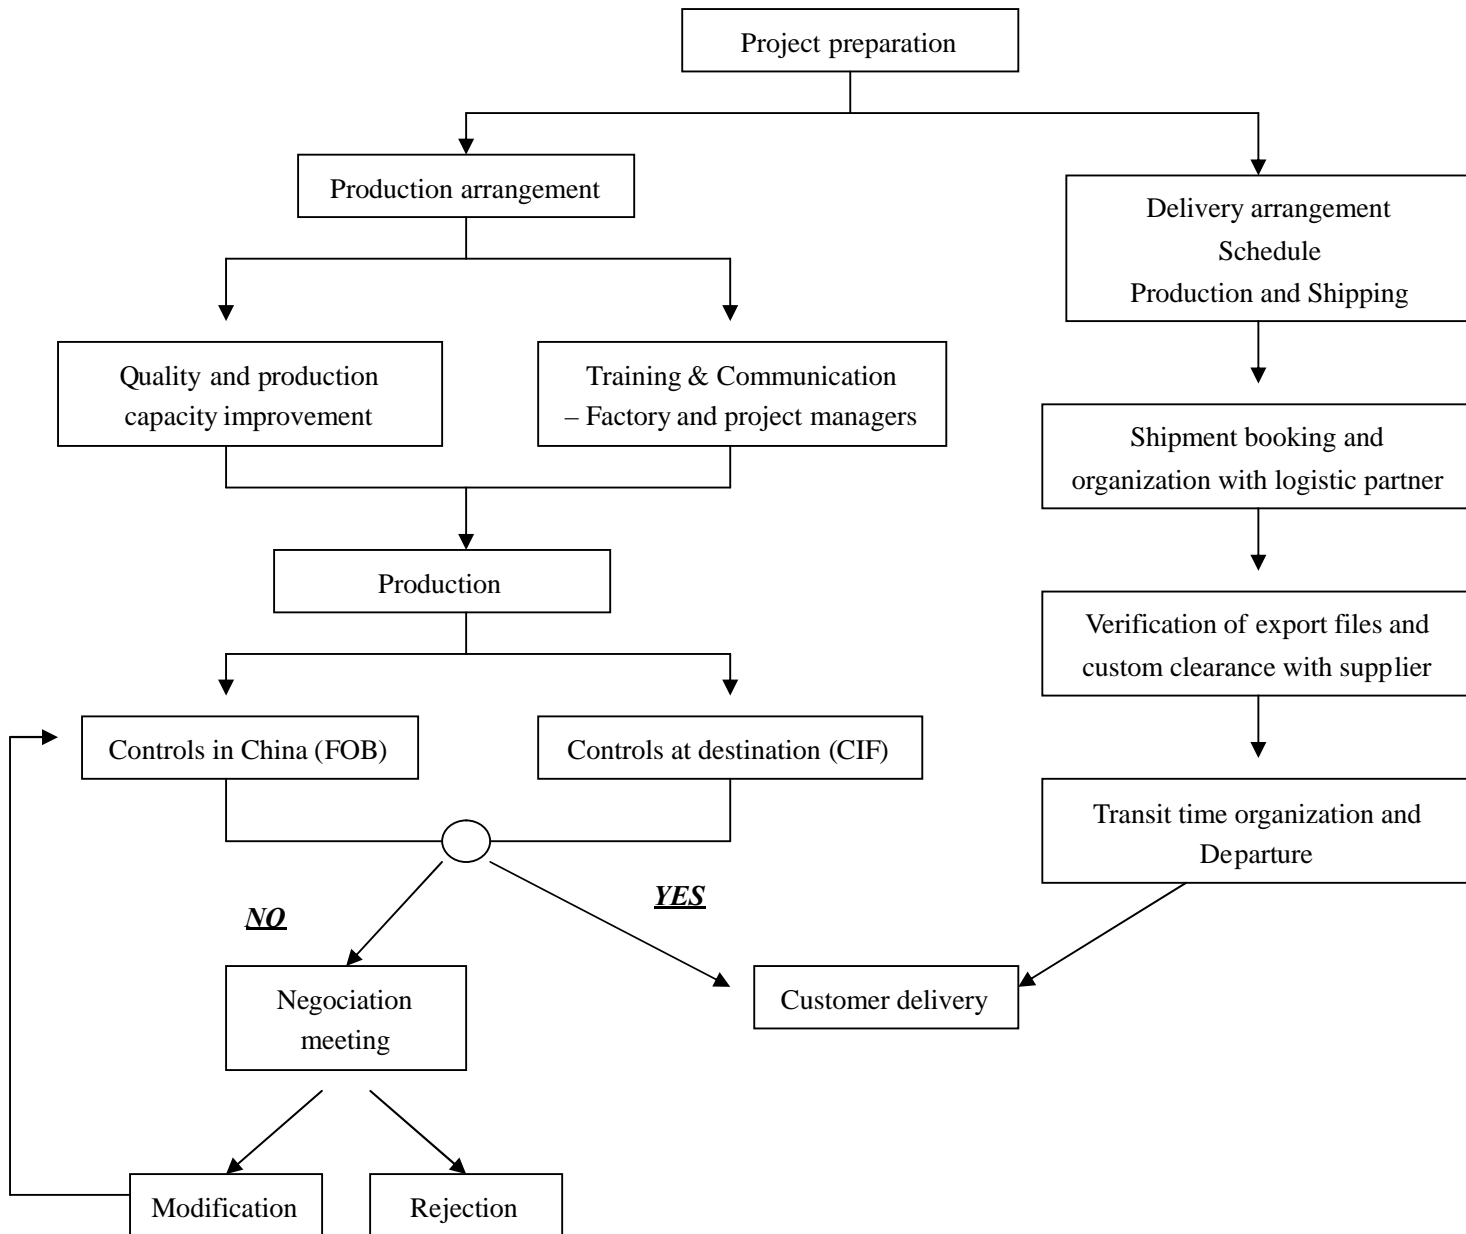 Project preparation
Production arrangement
Delivery arrangement
Schedule
Production and Shipping
Quality and production
capacity improvement
Training & Communication
– Factory and project managers
Shipment booking and
organization with logistic partner
Production
Verification of export files and
custom clearance with supplier
Controls in China (FOB)
Controls at destination (CIF)
Transit time organization and
Departure
NO
YES
Negociation
meeting
Customer delivery
Modification
Rejection